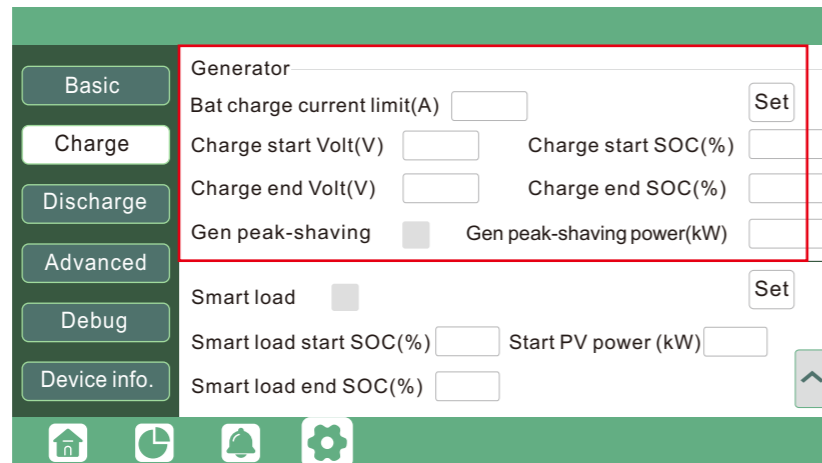 Basic
Charge
Discharge
Advanced
Debug
Device info.
Generator
Bat charge current limit(A)
Set
Charge start Volt(V) Charge start SOC(%)
Charge end Volt(V) Charge end SOC(%)
Gen peak-shaving Gen peak-shaving power(kW)
Smart load
Set
Smart load start SOC(%) Start PV power (kW)
Smart load end SOC(%)